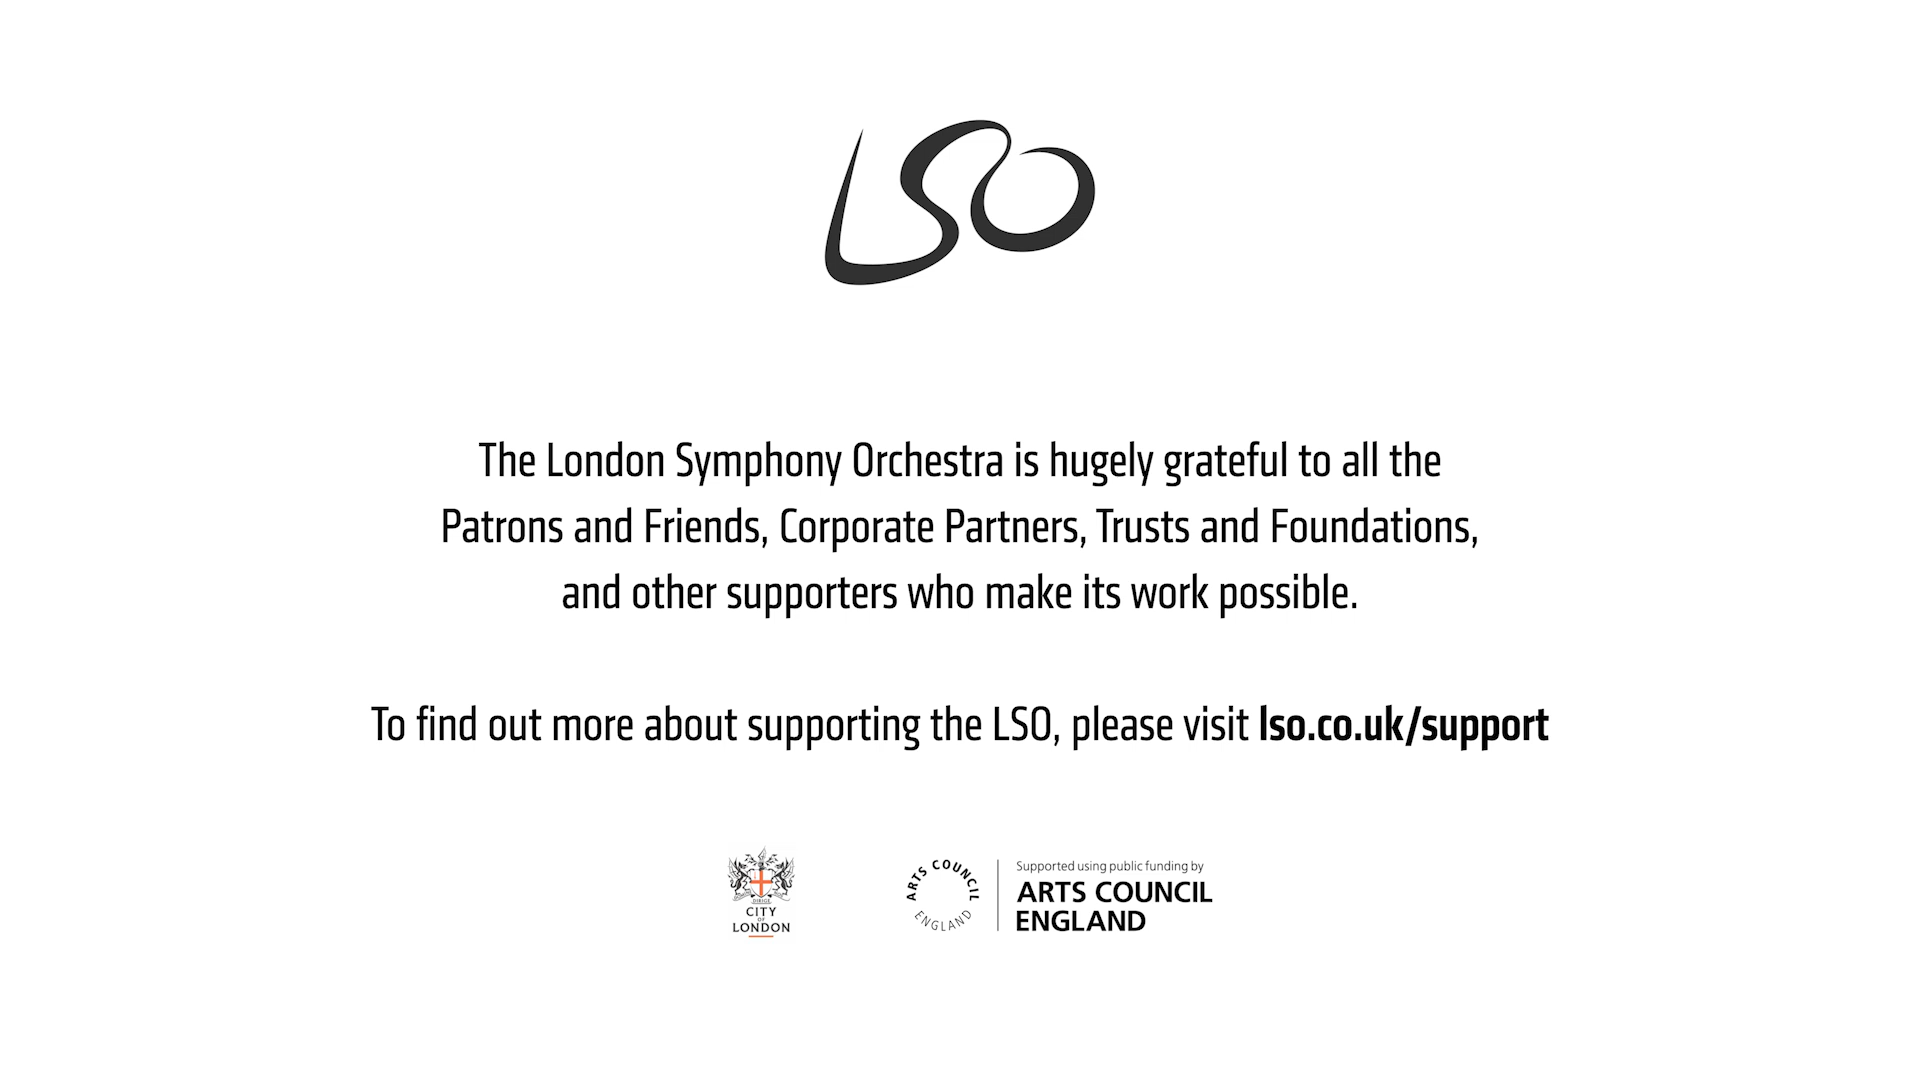 LSO
The London Symphony Orchestra is hugely grateful to all the
Patrons and Friends, Corporate Partners, Trusts and Foundations,
and other supporters who make its work possible.
To find out more about supporting the LSO, please visit lso.co.uk/support
DIRIGE
CITY
OF
LONDON
ARTS COUNCIL
ENGLAND
Supported using public funding by
ARTS COUNCIL
ENGLAND